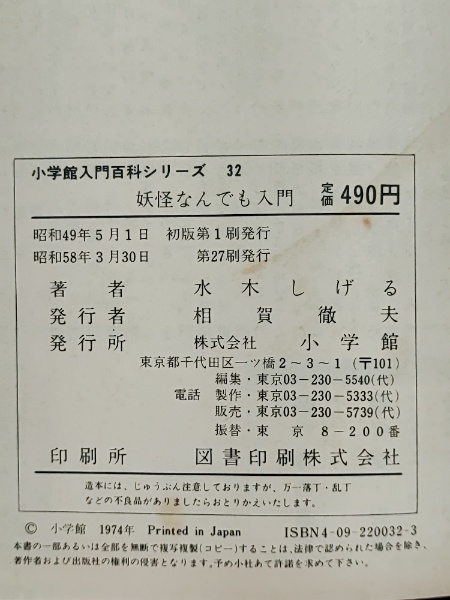 小学館入門百科シリーズ 32
妖怪なんでも入門 定価 490円
昭和49年5月1日 初版第1刷発行
昭和58年3月30日 第27刷発行
著者 水木しげる
発行者 相賀徹夫
発行所 株式会社 小学館
東京都千代田区一ツ橋2〜3〜1(〒101)
編集・東京03-230-5540(代)
電話 製作・東京03-230-5333(代)
販売・東京03-230-5739(代)
振替・東京 8-200番
印刷所 図書印刷株式会社
造本には、じゅうぶん注意しておりますが、万一落丁・乱丁
などの不良品がありましたらおとりかえいたします。
© 小学館 1974年 Printed in Japan ISBN4-09-220032-3
本書の一部あるいは全部を無断で複写複製(コピー)することは、法律で認められた場合を除き、
著作者および出版社の権利の侵害となります。予め小社あて許諾を求めて下さい。